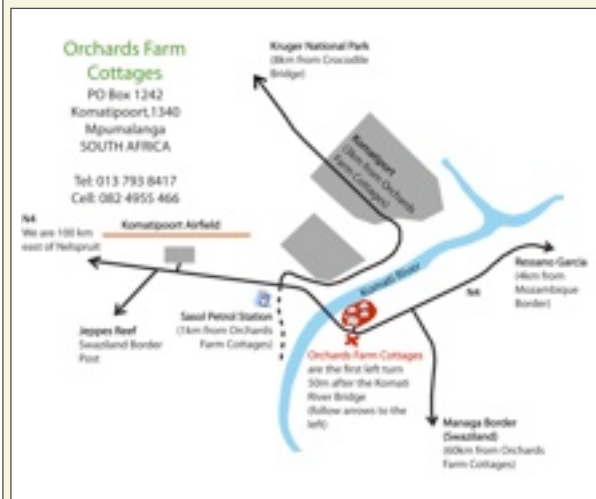 Orchards Farm
Cottages
PO Box 1242
Komatipoort,1340
Mpumalanga
SOUTH AFRICA
Tel: 013 793 8417
Cell: 082 4955 466
Kruger National Park
(8km from Crocodile
Bridge)
Komatiport
(3km from Orchards
Farm Cottages)
N4
We are 100 km
east of Nelspruit
Komatipoort Airfield
Komati River
Ressano Garcia
(4km from
Mozambique
Border)
N4
Sasol Petrol Station
(1km from Orchards
Farm Cottages)
Jeppes Reef
Swaziland Border
Post
Orchards Farm Cottages
are the first left turn
50m after the Komati
River Bridge
(follow arrows to the
left)
Managa Border
(Swaziland)
(60km from Orchards
Farm Cottages)